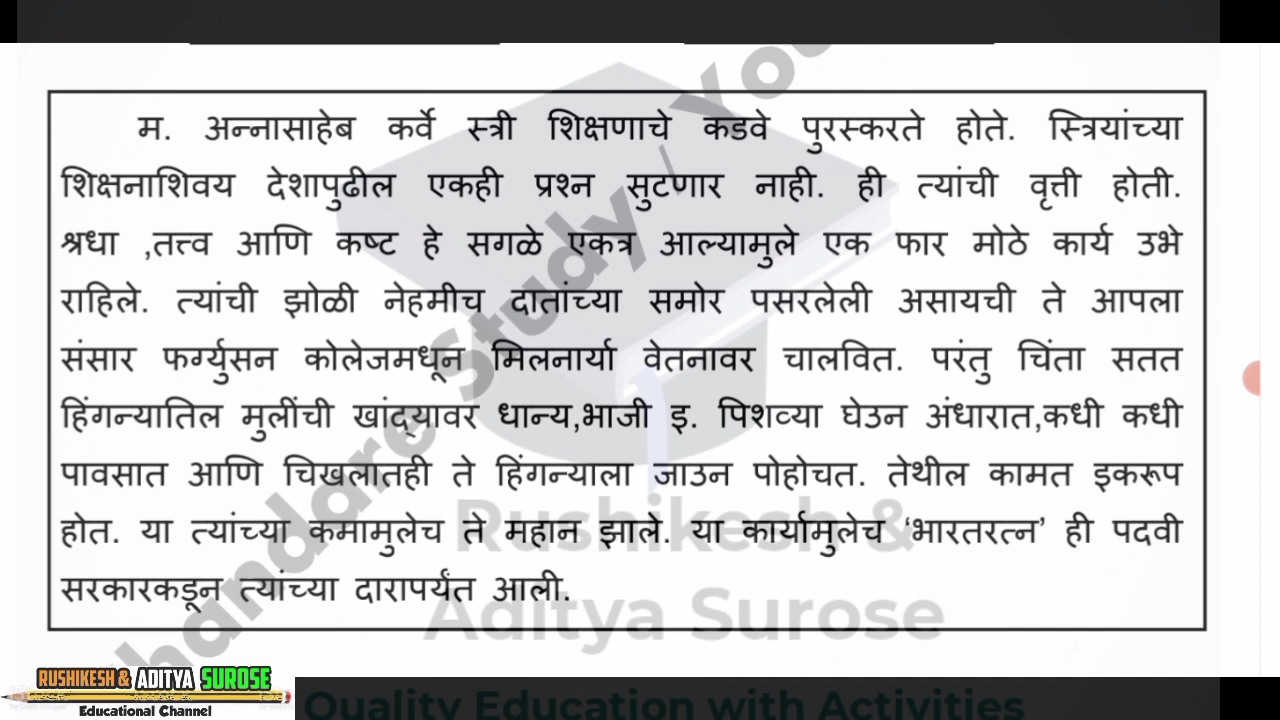 म. अन्नासाहेब कर्वे स्त्री शिक्षणाचे कडवे पुरस्करते होते. स्त्रियांच्या
शिक्षनाशिवय देशापुढील एकही प्रश्न सुटणार नाही. ही त्यांची वृत्ती होती.
श्रधा ,तत्त्व आणि कष्ट हे सगळे एकत्र आल्यामुले एक फार मोठे कार्य उभे
राहिले. त्यांची झोळी नेहमीच दातांच्या समोर पसरलेली असायची ते आपला
संसार फर्ग्युसन कोलेजमधून मिलनार्या वेतनावर चालवित. परंतु चिंता सतत
हिंगन्यातिल मुलींची खांद्यावर धान्य,भाजी इ. पिशव्या घेउन अंधारात,कधी कधी
पावसात आणि चिखलातही ते हिंगन्याला जाउन पोहोचत. तेथील कामत इकरूप
होत. या त्यांच्या कमामुलेच ते महान झाले. या कार्यामुलेच ‘भारतरत्न’ ही पदवी
सरकारकडून त्यांच्या दारापर्यंत आली.
handare Study / You
Rushikesh &
Aditya Surose
RUSHIKESH & ADITYA SUROSE
Educational Channel
Quality Education with Activities